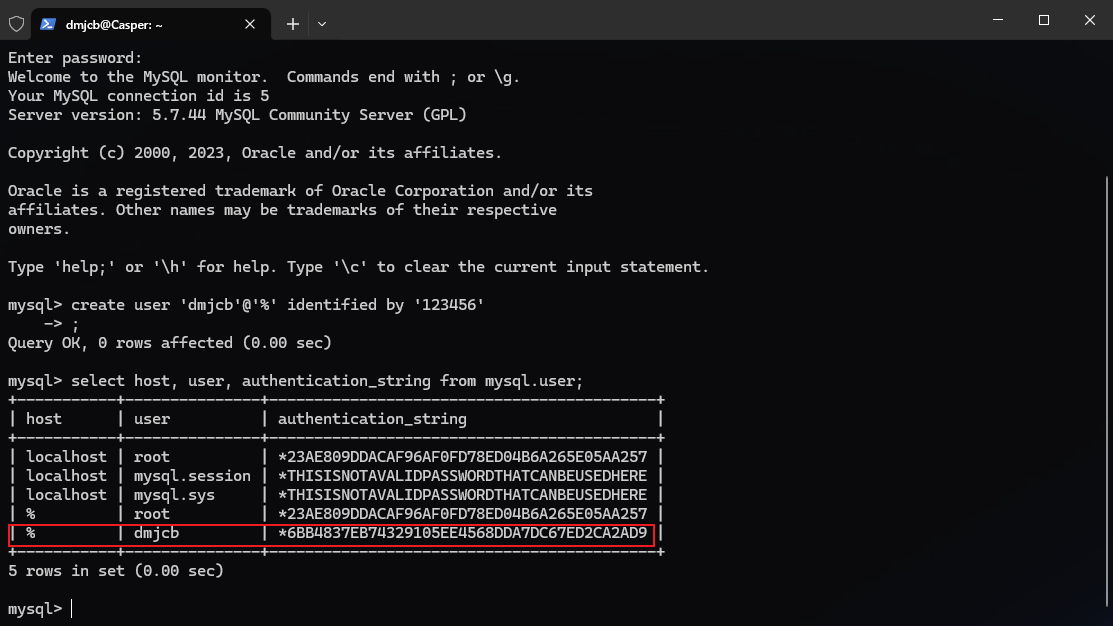 dmjcb@Casper: ~
Enter password:
Welcome to the MySQL monitor.  Commands end with ; or \g.
Your MySQL connection id is 5
Server version: 5.7.44 MySQL Community Server (GPL)
Copyright (c) 2000, 2023, Oracle and/or its affiliates.
Oracle is a registered trademark of Oracle Corporation and/or its
affiliates. Other names may be trademarks of their respective
owners.
Type 'help;' or '\h' for help. Type '\c' to clear the current input statement.
mysql> create user 'dmjcb'@'%' identified by '123456'
    -> ;
Query OK, 0 rows affected (0.00 sec)
mysql> select host, user, authentication_string from mysql.user;
+-----------+---------------+-------------------------------------------+
| host      | user          | authentication_string                     |
+-----------+---------------+-------------------------------------------+
| localhost | root          | *23AE809DDACAF96AF0FD78ED04B6A265E05AA257 |
| localhost | mysql.session | *THISISNOTAVALIDPASSWORDTHATCANBEUSEDHERE |
| localhost | mysql.sys     | *THISISNOTAVALIDPASSWORDTHATCANBEUSEDHERE |
| %         | root          | *23AE809DDACAF96AF0FD78ED04B6A265E05AA257 |
| %         | dmjcb         | *6BB4837EB74329105EE4568DDA7DC67ED2CA2AD9 |
+-----------+---------------+-------------------------------------------+
5 rows in set (0.00 sec)
mysql>